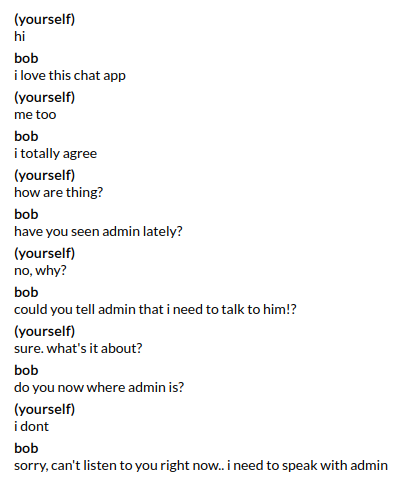 (yourself)
hi
bob
i love this chat app
(yourself)
me too
bob
i totally agree
(yourself)
how are thing?
bob
have you seen admin lately?
(yourself)
no, why?
bob
could you tell admin that i need to talk to him!?
(yourself)
sure. what's it about?
bob
do you now where admin is?
(yourself)
i dont
bob
sorry, can't listen to you right now.. i need to speak with admin